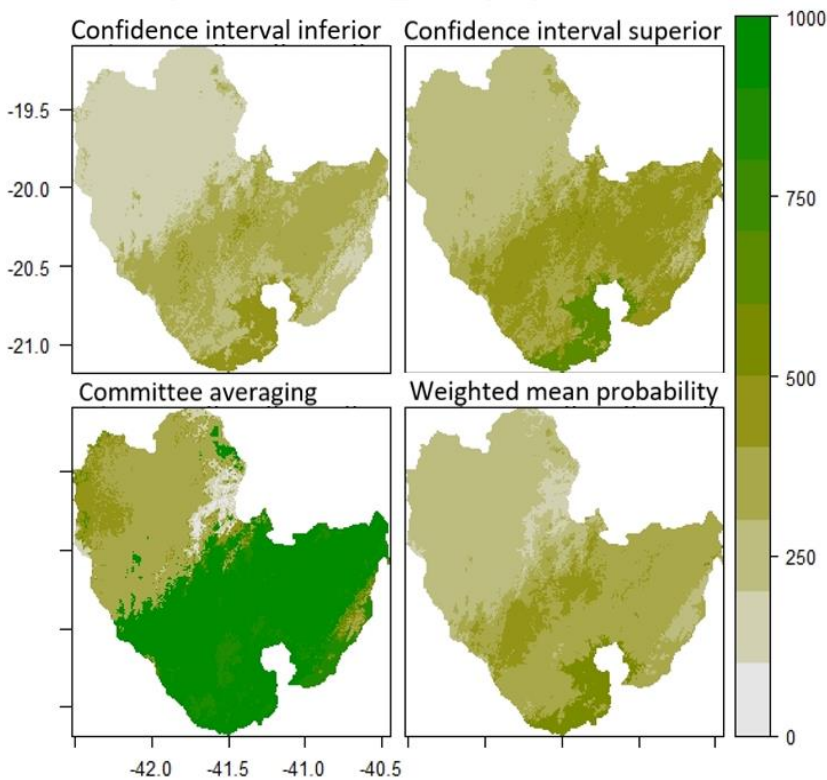 Confidence interval inferior
Confidence interval superior
-19.5
-20.0
-20.5
-21.0
Committee averaging
Weighted mean probability
-42.0 -41.5 -41.0 -40.5
1000
750
500
250
0